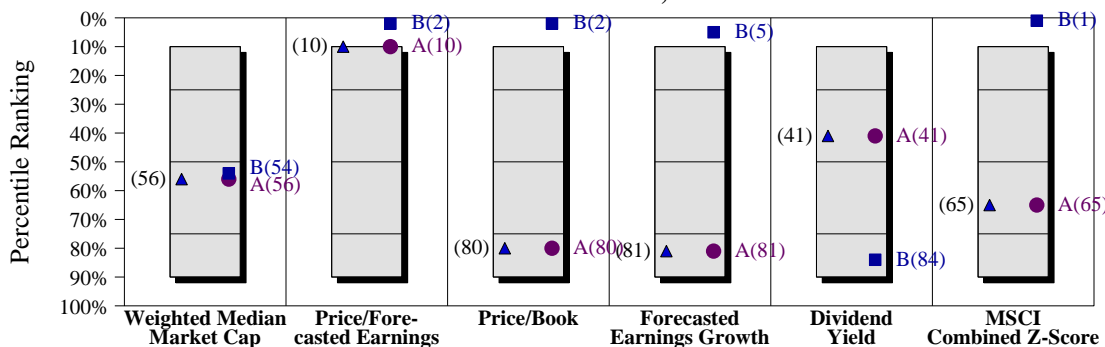 0%
10%
20%
30%
40%
50%
60%
70%
80%
90%
100%
Percentile Ranking
(56)
B(54)
A(56)
(10)
B(2)
A(10)
(80)
B(2)
A(80)
(81)
B(5)
A(81)
(41)
A(41)
B(84)
(65)
B(1)
A(65)
Weighted Median
Market Cap
Price/Fore-
casted Earnings
Price/Book
Forecasted
Earnings Growth
Dividend
Yield
MSCI
Combined Z-Score